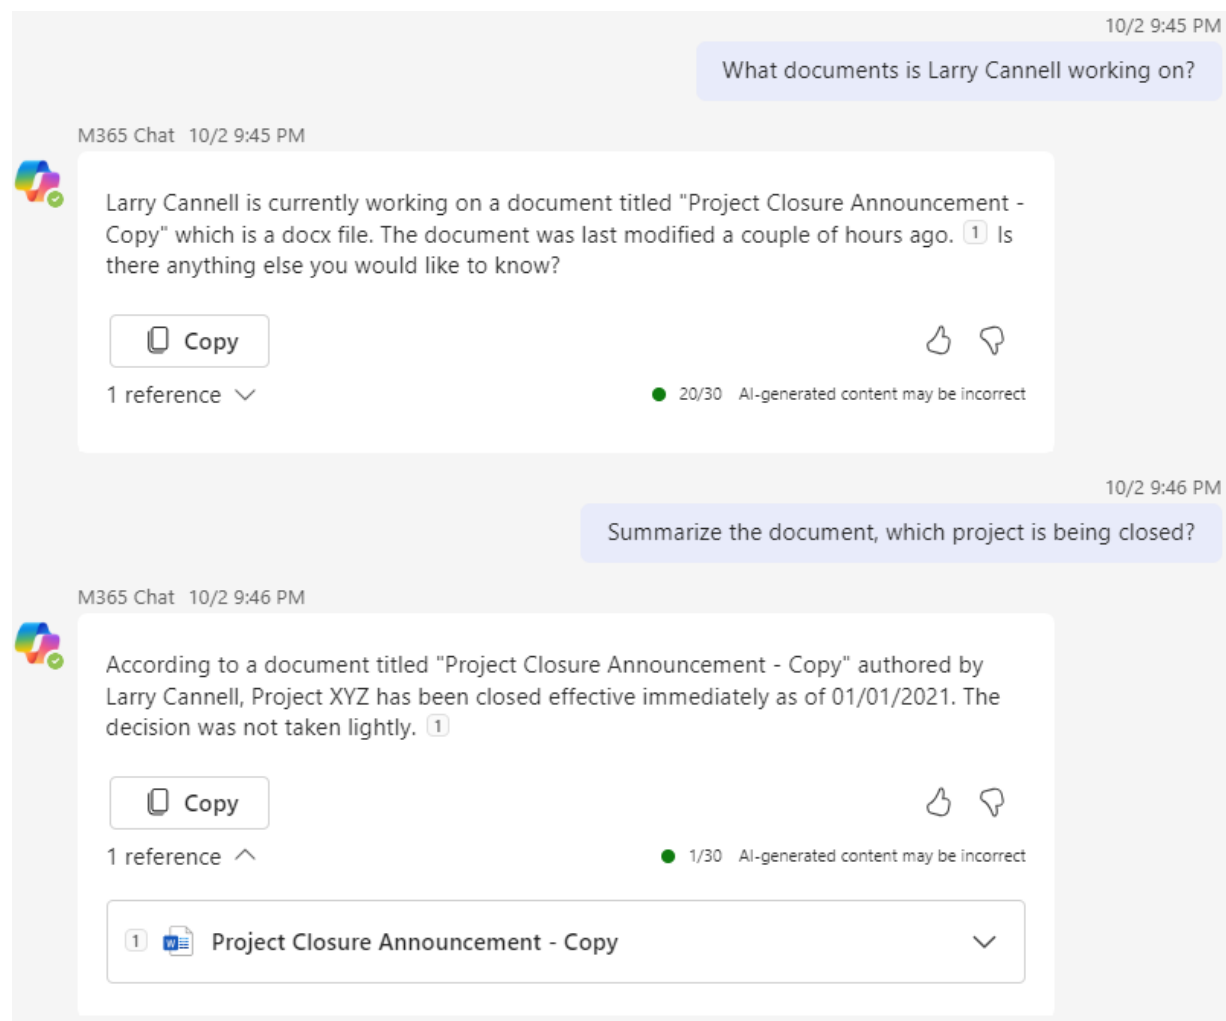 10/2 9:45 PM
What documents is Larry Cannell working on?
M365 Chat 10/2 9:45 PM
Larry Cannell is currently working on a document titled "Project Closure Announcement -
Copy" which is a docx file. The document was last modified a couple of hours ago. 1 Is
there anything else you would like to know?
Copy
1 reference
20/30 AI-generated content may be incorrect
10/2 9:46 PM
Summarize the document, which project is being closed?
M365 Chat 10/2 9:46 PM
According to a document titled "Project Closure Announcement - Copy" authored by
Larry Cannell, Project XYZ has been closed effective immediately as of 01/01/2021. The
decision was not taken lightly. 1
Copy
1 reference
1/30 AI-generated content may be incorrect
1 W Project Closure Announcement - Copy